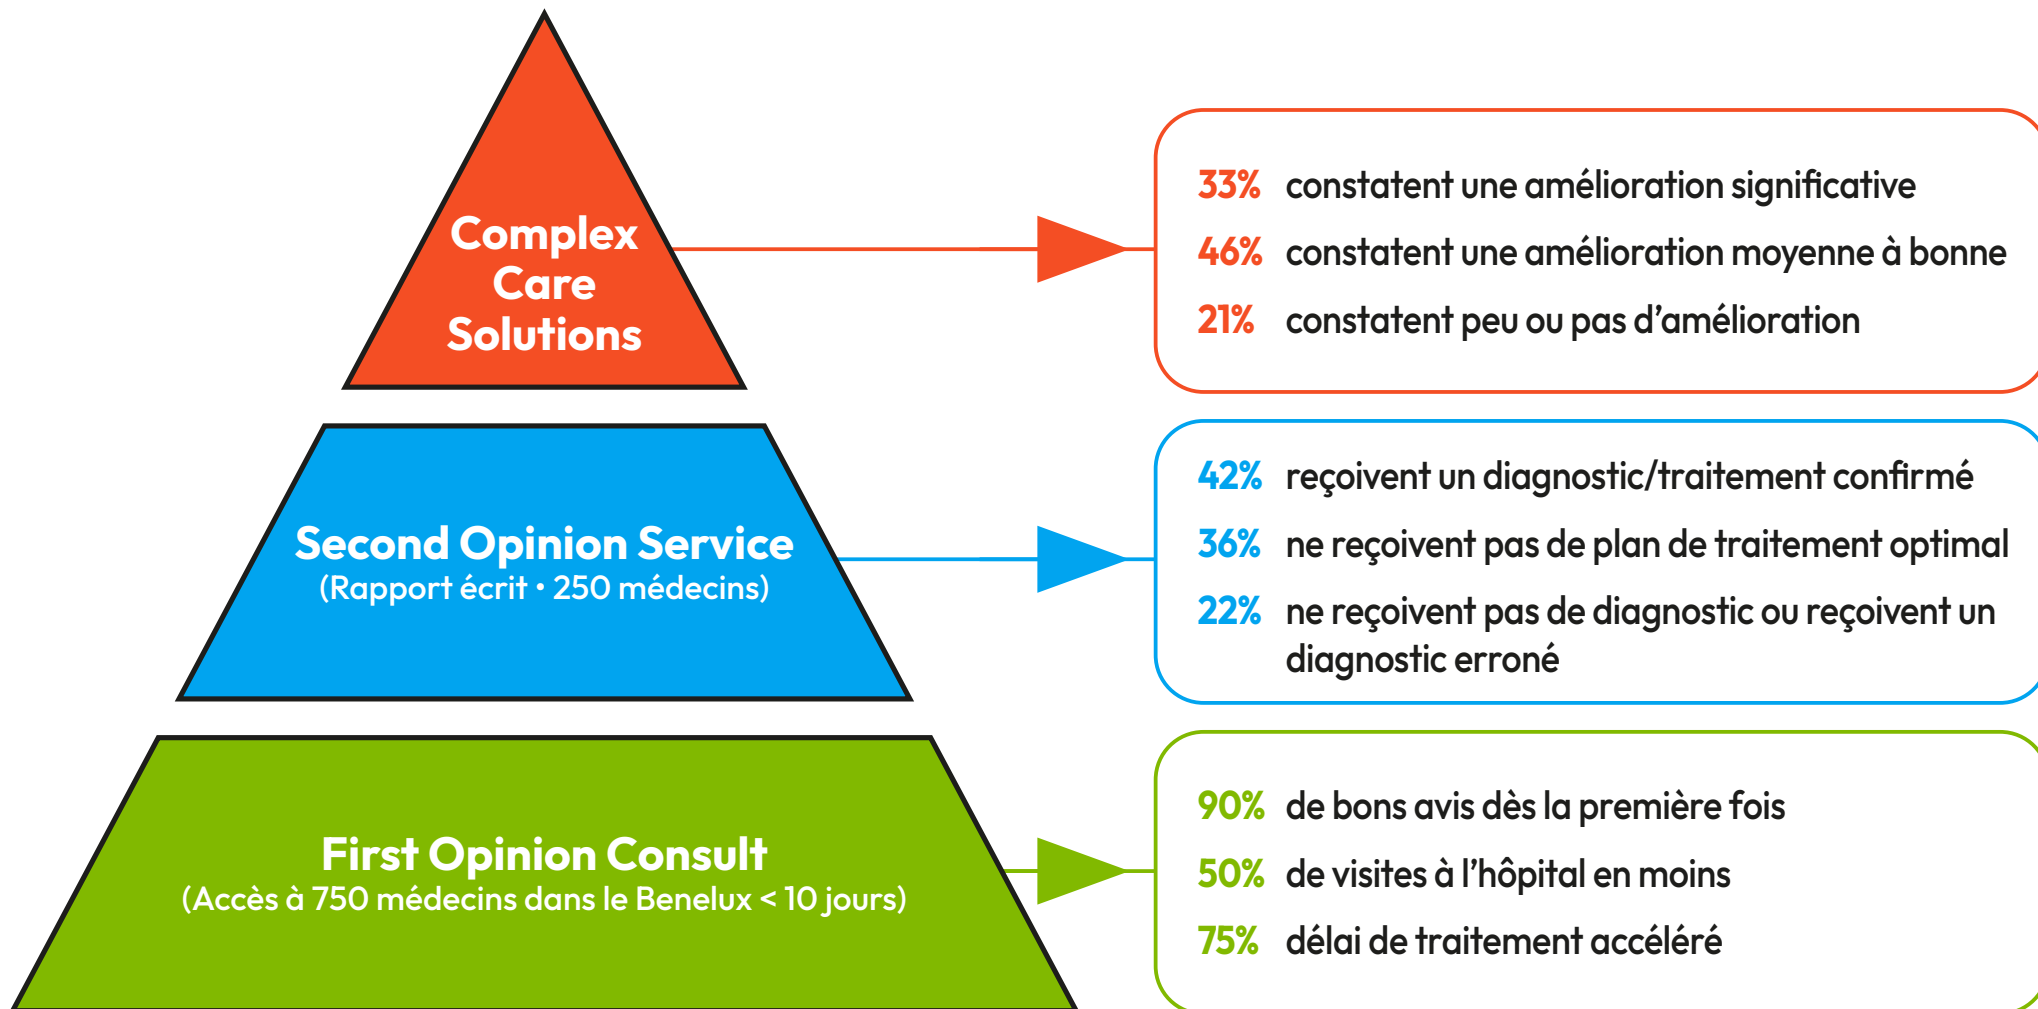 Complex
Care
Solutions
33% constatent une amélioration significative
46% constatent une amélioration moyenne à bonne
21% constatent peu ou pas d’amélioration
Second Opinion Service
(Rapport écrit • 250 médecins)
42% reçoivent un diagnostic/traitement confirmé
36% ne reçoivent pas de plan de traitement optimal
22% ne reçoivent pas de diagnostic ou reçoivent un
diagnostic erroné
First Opinion Consult
(Accès à 750 médecins dans le Benelux < 10 jours)
90% de bons avis dès la première fois
50% de visites à l’hôpital en moins
75% délai de traitement accéléré